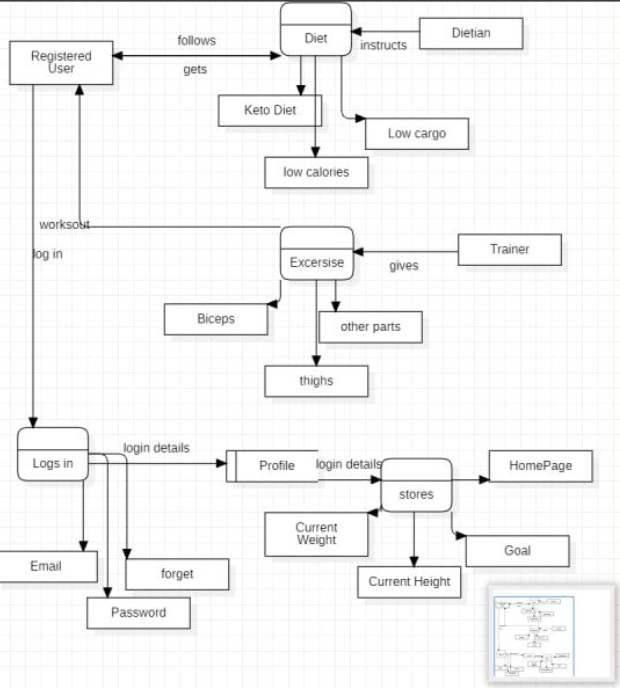 Diet
Dietian
follows
instructs
Registered
User
gets
Keto Diet
Low cargo
low calories
worksout
log in
Trainer
Excersise
gives
Biceps
other parts
thighs
login details
Logs in
Profile
login details
HomePage
stores
Current
Weight
Goal
Email
forget
Current Height
Password